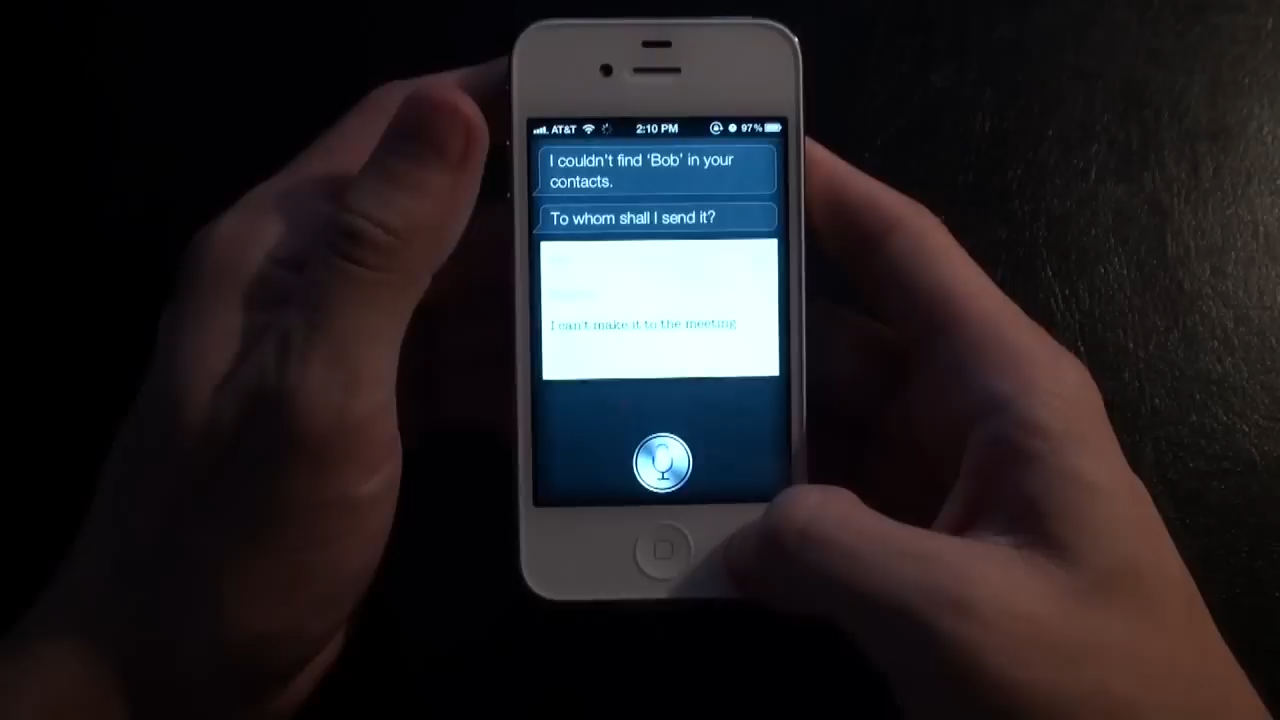 AT&T 2:10 PM 97%
I couldn't find 'Bob' in your
contacts.
To whom shall I send it?
I can't make it to the meeting